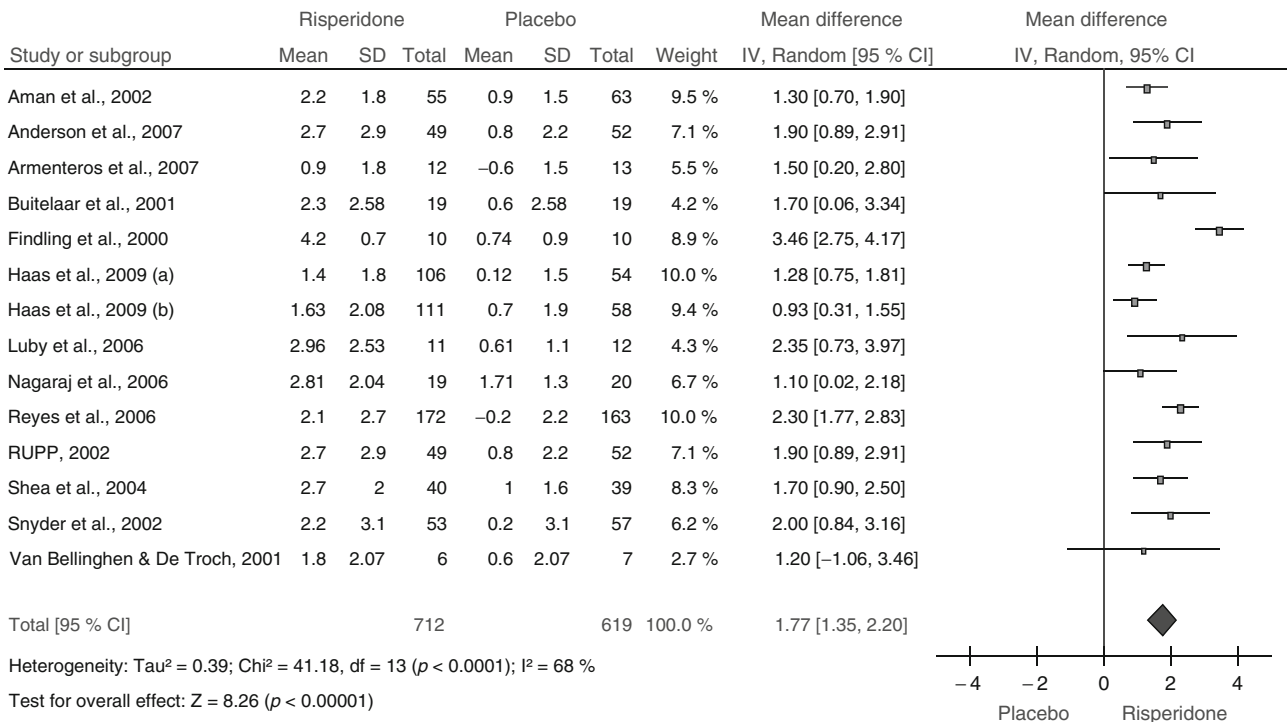 Risperidone Placebo Mean difference Mean difference
Study or subgroup Mean SD Total Mean SD Total Weight IV, Random [95 % CI] IV, Random, 95% CI
Aman et al., 2002 2.2 1.8 55 0.9 1.5 63 9.5 % 1.30 [0.70, 1.90]
Anderson et al., 2007 2.7 2.9 49 0.8 2.2 52 7.1 % 1.90 [0.89, 2.91]
Armenteros et al., 2007 0.9 1.8 12 −0.6 1.5 13 5.5 % 1.50 [0.20, 2.80]
Buitelaar et al., 2001 2.3 2.58 19 0.6 2.58 19 4.2 % 1.70 [0.06, 3.34]
Findling et al., 2000 4.2 0.7 10 0.74 0.9 10 8.9 % 3.46 [2.75, 4.17]
Haas et al., 2009 (a) 1.4 1.8 106 0.12 1.5 54 10.0 % 1.28 [0.75, 1.81]
Haas et al., 2009 (b) 1.63 2.08 111 0.7 1.9 58 9.4 % 0.93 [0.31, 1.55]
Luby et al., 2006 2.96 2.53 11 0.61 1.1 12 4.3 % 2.35 [0.73, 3.97]
Nagaraj et al., 2006 2.81 2.04 19 1.71 1.3 20 6.7 % 1.10 [0.02, 2.18]
Reyes et al., 2006 2.1 2.7 172 −0.2 2.2 163 10.0 % 2.30 [1.77, 2.83]
RUPP, 2002 2.7 2.9 49 0.8 2.2 52 7.1 % 1.90 [0.89, 2.91]
Shea et al., 2004 2.7 2 40 1 1.6 39 8.3 % 1.70 [0.90, 2.50]
Snyder et al., 2002 2.2 3.1 53 0.2 3.1 57 6.2 % 2.00 [0.84, 3.16]
Van Bellinghen & De Troch, 2001 1.8 2.07 6 0.6 2.07 7 2.7 % 1.20 [−1.06, 3.46]
Total [95 % CI] 712 619 100.0 % 1.77 [1.35, 2.20]
Heterogeneity: Tau² = 0.39; Chi² = 41.18, df = 13 (p < 0.0001); I² = 68 %
Test for overall effect: Z = 8.26 (p < 0.00001)
−4 −2 0 2 4
Placebo Risperidone